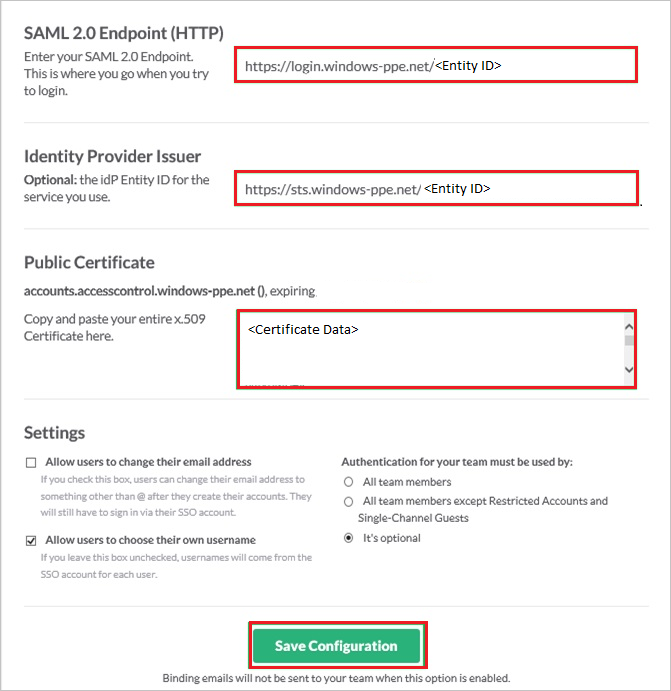 SAML 2.0 Endpoint (HTTP)
Enter your SAML 2.0 Endpoint.
This is where you go when you try
to login.
https://login.windows-ppe.net/<Entity ID>
Identity Provider Issuer
Optional: the idP Entity ID for the
service you use.
https://sts.windows-ppe.net/ <Entity ID>
.
Public Certificate
accounts.accesscontrol.windows-ppe.net (), expiring
Copy and paste your entire x.509
Certificate here.
<Certificate Data>
Settings
Allow users to change their email address
If you check this box, users can change their email address to
something other than @ after they create their accounts. They
will still have to sign in via their SSO account.
Allow users to choose their own username
If you leave this box unchecked, usernames will come from the
SSO account for each user.
Authentication for your team must be used by:
All team members
All team members except Restricted Accounts and
Single-Channel Guests
It's optional
Save Configuration
Binding emails will not be sent to your team when this option is enabled.